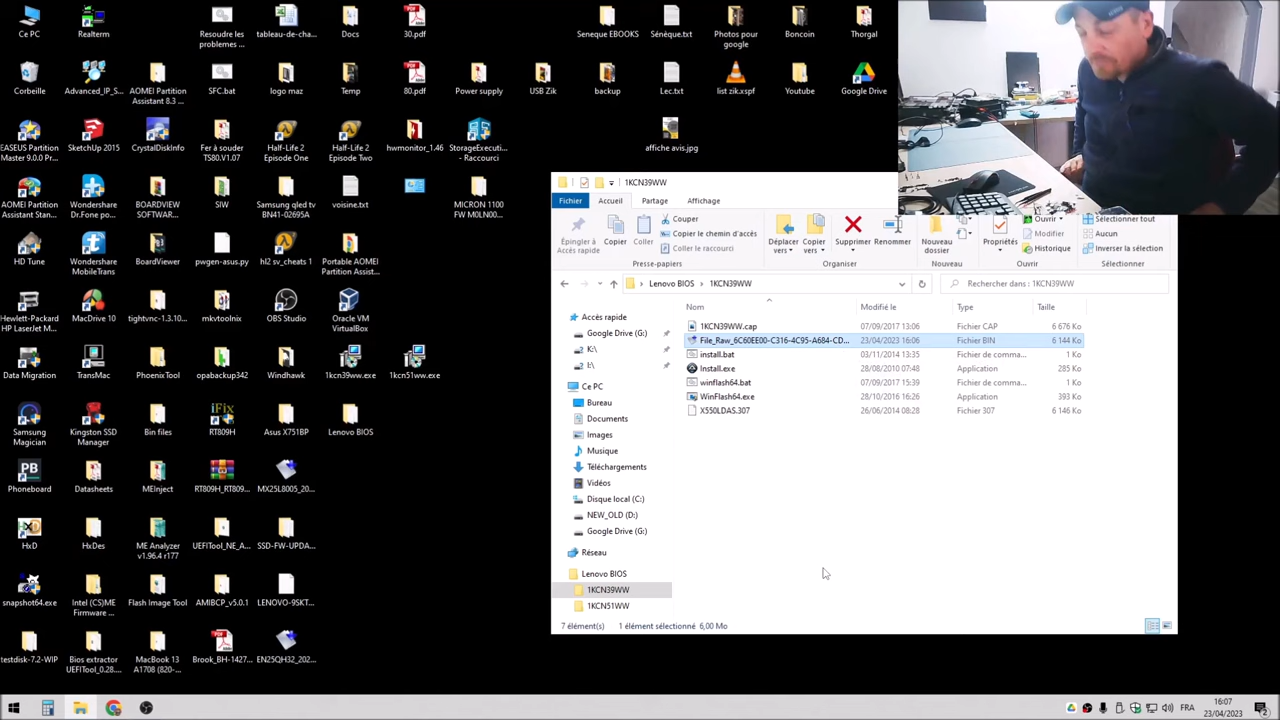 Ce PC
Realterm
Resoudre les problemes ...
tableau-de-cha...
Docs
30.pdf
Seneque EBOOKS
Sénèque.txt
Photos pour google
Boncoin
Thorgal
Corbeille
Advanced_IP_S...
AOMEI Partition Assistant 8.3 ...
SFC.bat
logo maz
Temp
80.pdf
Power supply
USB Zik
backup
Lec.txt
list zik.xspf
Youtube
Google Drive
EASEUS Partition Master 9.0.0 Pr...
SketchUp 2015
CrystalDiskInfo
Fer à souder TS80.V1.07
Half-Life 2 Episode One
Half-Life 2 Episode Two
hwmonitor_1.46
StorageExecuti... - Raccourci
affiche avis.jpg
AOMEI Partition Assistant Stan...
Wondershare Dr.Fone po...
BOARDVIEW SOFTWAR...
SIW
Samsung qled tv BN41-02695A
voisine.txt
MICRON 1100 FW M0LN00...
HD Tune
Wondershare MobileTrans
BoardViewer
pwgen-asus.py
hl2 sv_cheats 1
Portable AOMEI Partition Assist...
Hewlett-Packard HP LaserJet M...
MacDrive 10
tightvnc-1.3.10...
mkvtoolnix
OBS Studio
Oracle VM VirtualBox
Data Migration
TransMac
PhoenixTool
opabackup342
Windhawk
1kcn39ww.exe
1kcn51ww.exe
Samsung Magician
Kingston SSD Manager
Bin files
iFix
RT809H
Asus X751BP
Lenovo BIOS
PB
Phoneboard
Datasheets
MEInject
RT809H_RT809...
MX25L8005_20...
HxD
HxDes
ME Analyzer v1.96.4 r177
UEFITool_NE_A...
SSD-FW-UPDA...
snapshot64.exe
Intel (CS)ME Firmware ...
Flash Image Tool
AMIBCP_v5.0.1
LENOVO-9SKT...
testdisk-7.2-WIP
Bios extractor UEFITool_0.28....
MacBook 13 A1708 (820-...
Brook_BH-1427...
EN25QH32_202...
1KCN39WW
Fichier
Accueil
Partage
Affichage
Épingler à Accès rapide
Copier
Coller
Couper
Copier le chemin d'accès
Coller le raccourci
Presse-papiers
Déplacer vers
Copier vers
Supprimer
Renommer
Organiser
Nouveau dossier
Nouveau
Propriétés
Ouvrir
Modifier
Historique
Ouvrir
Sélectionner tout
Aucun
Inverser la sélection
Sélectionner
Lenovo BIOS › 1KCN39WW
Rechercher dans : 1KCN39WW
Nom Modifié le Type Taille
1KCN39WW.cap 07/09/2017 13:06 Fichier CAP 6 676 Ko
File_Raw_6C60EE00-C316-4C95-A684-CD... 23/04/2023 16:06 Fichier BIN 6 144 Ko
install.bat 03/11/2014 13:35 Fichier de comma... 1 Ko
Install.exe 28/08/2010 07:48 Application 285 Ko
winflash64.bat 07/09/2017 15:39 Fichier de comma... 1 Ko
WinFlash64.exe 28/10/2016 16:26 Application 393 Ko
X550LDAS.307 26/06/2014 08:28 Fichier 307 6 146 Ko
Accès rapide
Google Drive (G:)
K:\
I:\
Ce PC
Bureau
Documents
Images
Musique
Téléchargements
Vidéos
Disque local (C:)
NEW_OLD (D:)
Google Drive (G:)
Réseau
Lenovo BIOS
1KCN39WW
1KCN51WW
7 élément(s) 1 élément sélectionné 6,00 Mo
FRA
16:07
23/04/2023
2